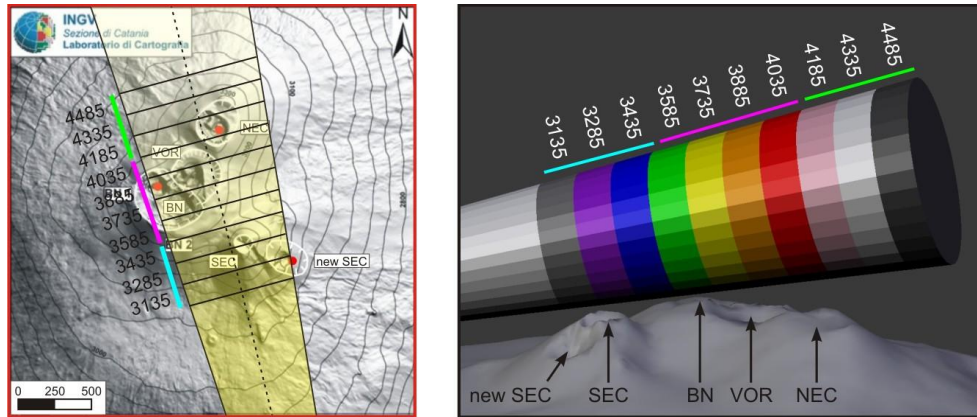 INGV
Sezione di Catania
Laboratorio di Cartografia
N
3100
4485
4335
4185
4035
3885
3735
3585
3435
3285
3135
NEC
VOR
BN
BN 2
SEC
new SEC
0 250 500
3135
3285
3435
3585
3735
3885
4035
4185
4335
4485
new SEC
SEC
BN
VOR
NEC